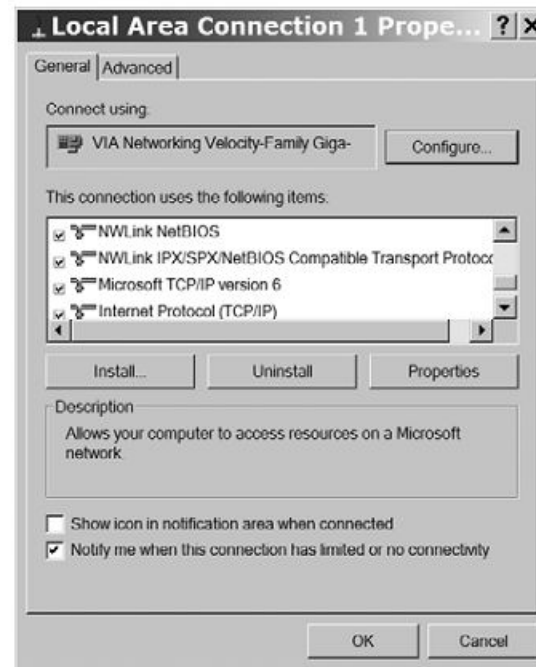 Local Area Connection 1 Prope...
General Advanced
Connect using:
VIA Networking Velocity-Family Giga-
Configure...
This connection uses the following items:
NWLink NetBIOS
NWLink IPX/SPX/NetBIOS Compatible Transport Protoc
Microsoft TCP/IP version 6
Internet Protocol (TCP/IP)
Install... Uninstall Properties
Description
Allows your computer to access resources on a Microsoft
network
Show icon in notification area when connected
Notify me when this connection has limited or no connectivity
OK Cancel